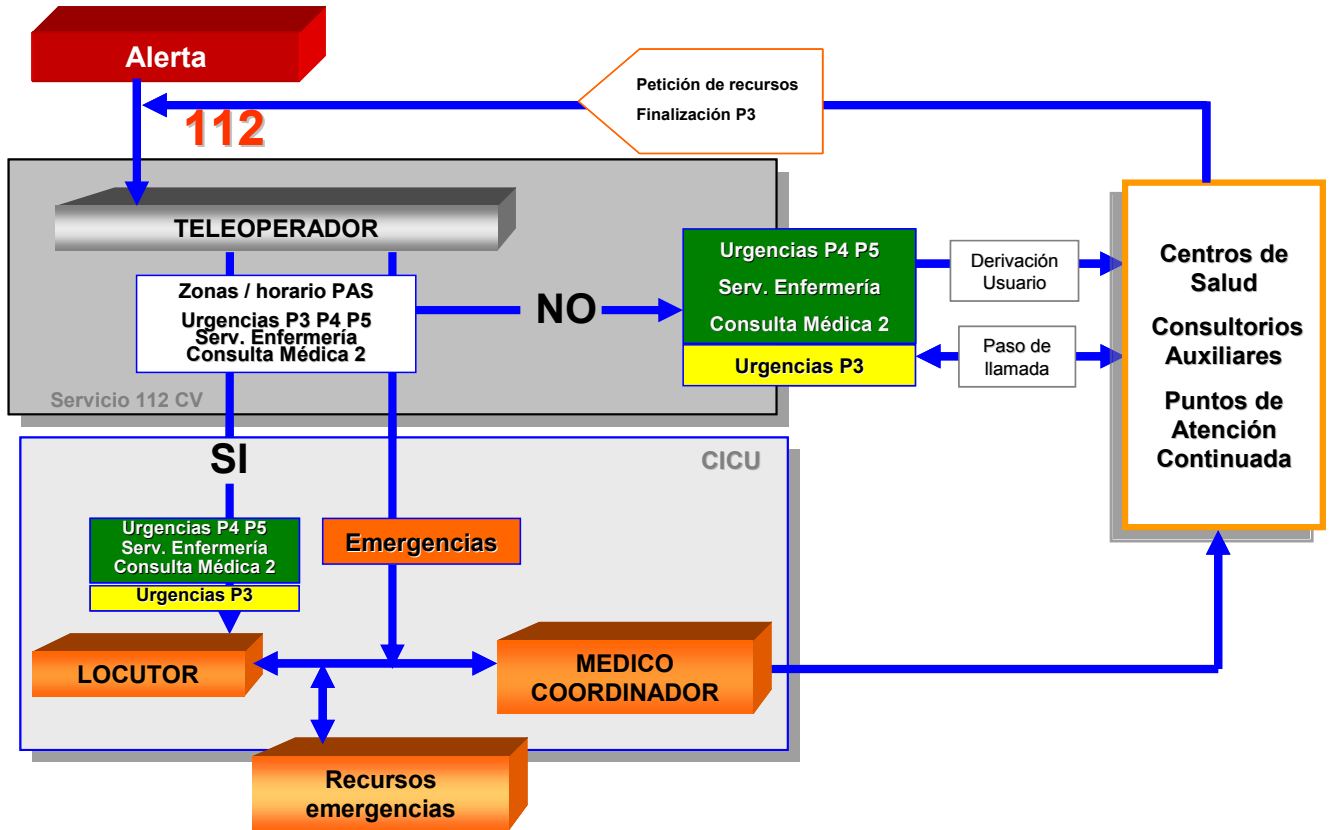 Alerta
112
Petición de recursos
Finalización P3
TELEOPERADOR
Zonas / horario PAS
Urgencias P3 P4 P5
Serv. Enfermería
Consulta Médica 2
NO
Urgencias P4 P5
Serv. Enfermería
Consulta Médica 2
Urgencias P3
Derivación
Usuario
Paso de
llamada
Centros de
Salud
Consultorios
Auxiliares
Puntos de
Atención
Continuada
Servicio 112 CV
SI
CICU
Urgencias P4 P5
Serv. Enfermería
Consulta Médica 2
Urgencias P3
Emergencias
LOCUTOR
MEDICO
COORDINADOR
Recursos
emergencias